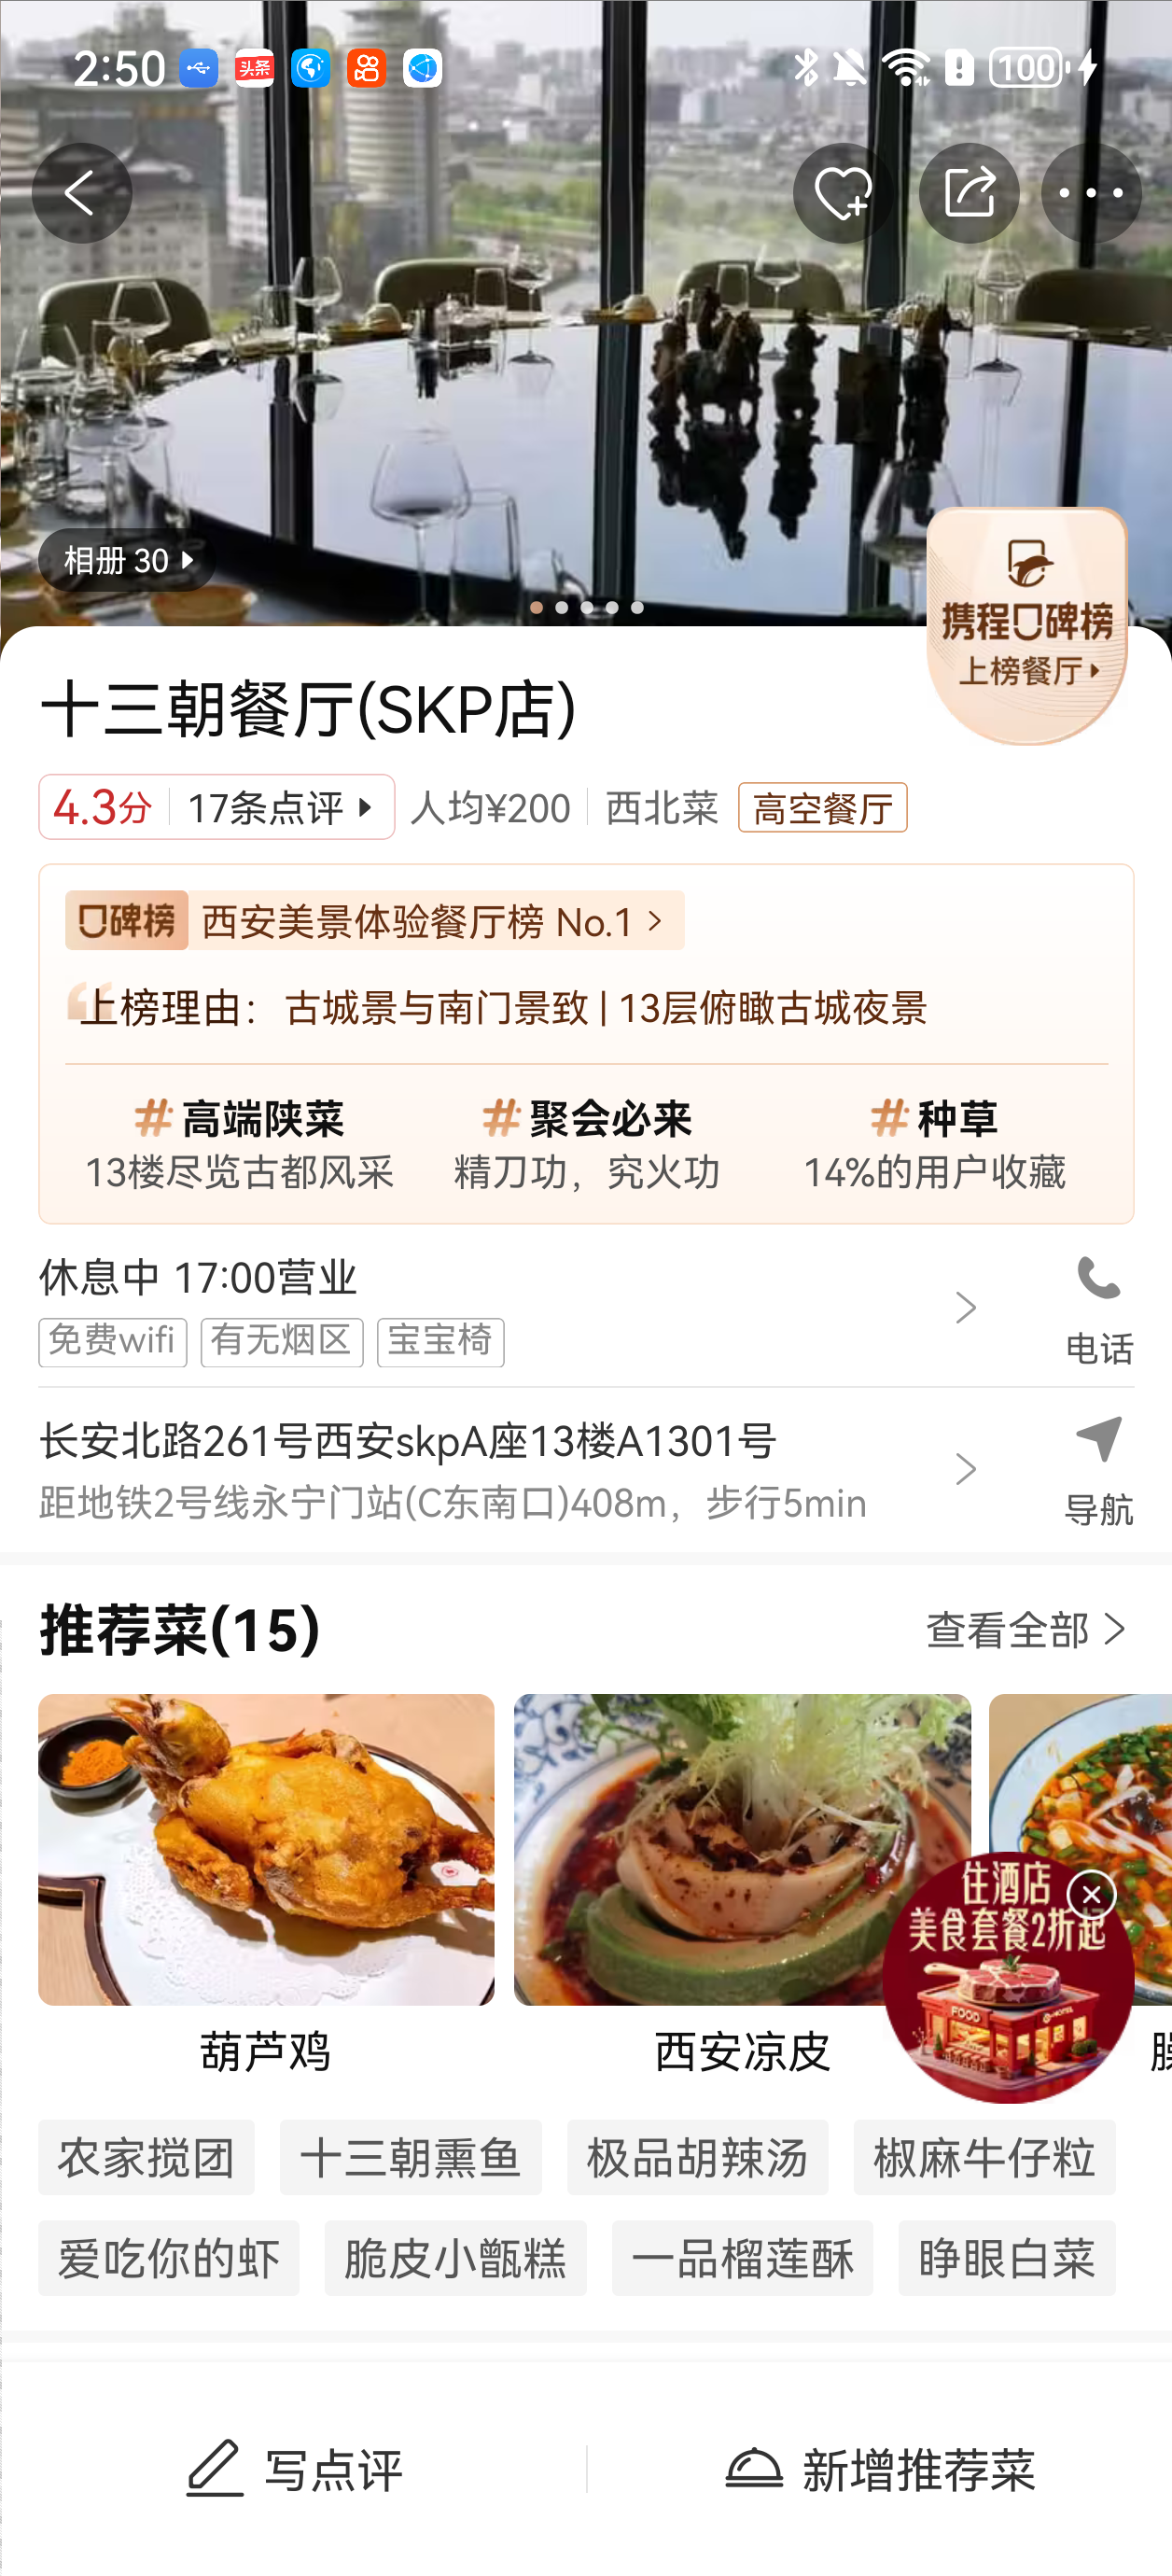 2:50 头条 100
相册 30
携程口碑榜
上榜餐厅
十三朝餐厅(SKP店)
4.3分 17条点评 人均¥200 西北菜 高空餐厅
口碑榜 西安美景体验餐厅榜 No.1
上榜理由：古城景与南门景致 | 13层俯瞰古城夜景
#高端陕菜 #聚会必来 #种草
13楼尽览古都风采 精刀功，究火功 14%的用户收藏
休息中 17:00营业
免费wifi 有无烟区 宝宝椅
电话
长安北路261号西安skpA座13楼A1301号
距地铁2号线永宁门站(C东南口)408m，步行5min
导航
推荐菜(15) 查看全部
住酒店
美食套餐2折起
FOOD HOTEL
葫芦鸡 西安凉皮
农家搅团 十三朝熏鱼 极品胡辣汤 椒麻牛仔粒
爱吃你的虾 脆皮小甑糕 一品榴莲酥 睁眼白菜
写点评 新增推荐菜